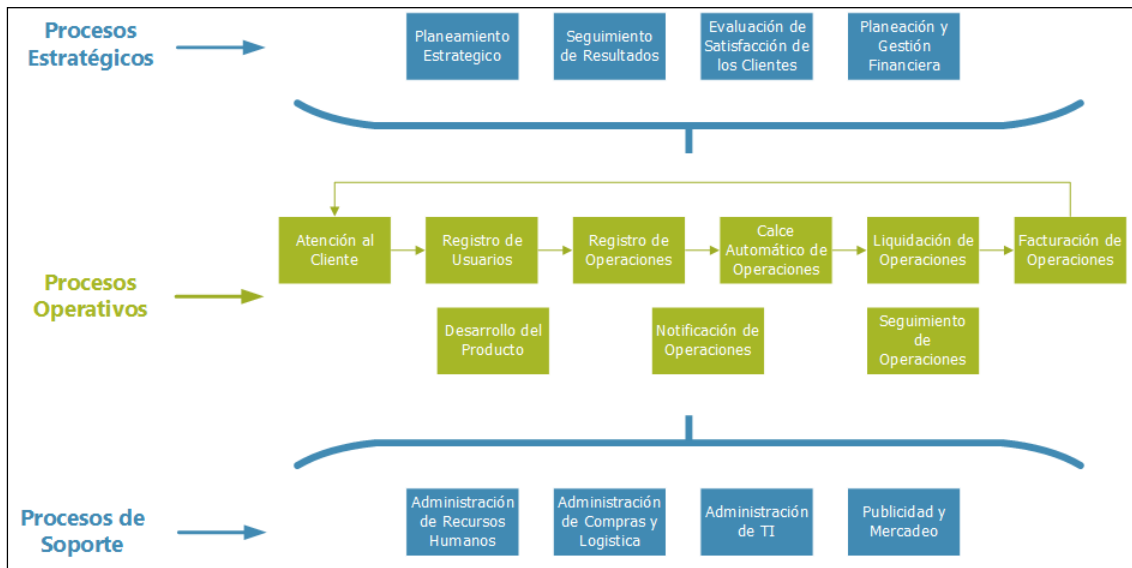 Procesos
Estratégicos
Planeamiento
Estrategico
Seguimiento
de Resultados
Evaluación de
Satisfacción de
los Clientes
Planeación y
Gestión
Financiera
Procesos
Operativos
Atención al
Cliente
Registro de
Usuarios
Registro de
Operaciones
Calce
Automático de
Operaciones
Liquidación de
Operaciones
Facturación de
Operaciones
Desarrollo del
Producto
Notificación de
Operaciones
Seguimiento
de
Operaciones
Procesos de
Soporte
Administración
de Recursos
Humanos
Administración
de Compras y
Logistica
Administración
de TI
Publicidad y
Mercadeo